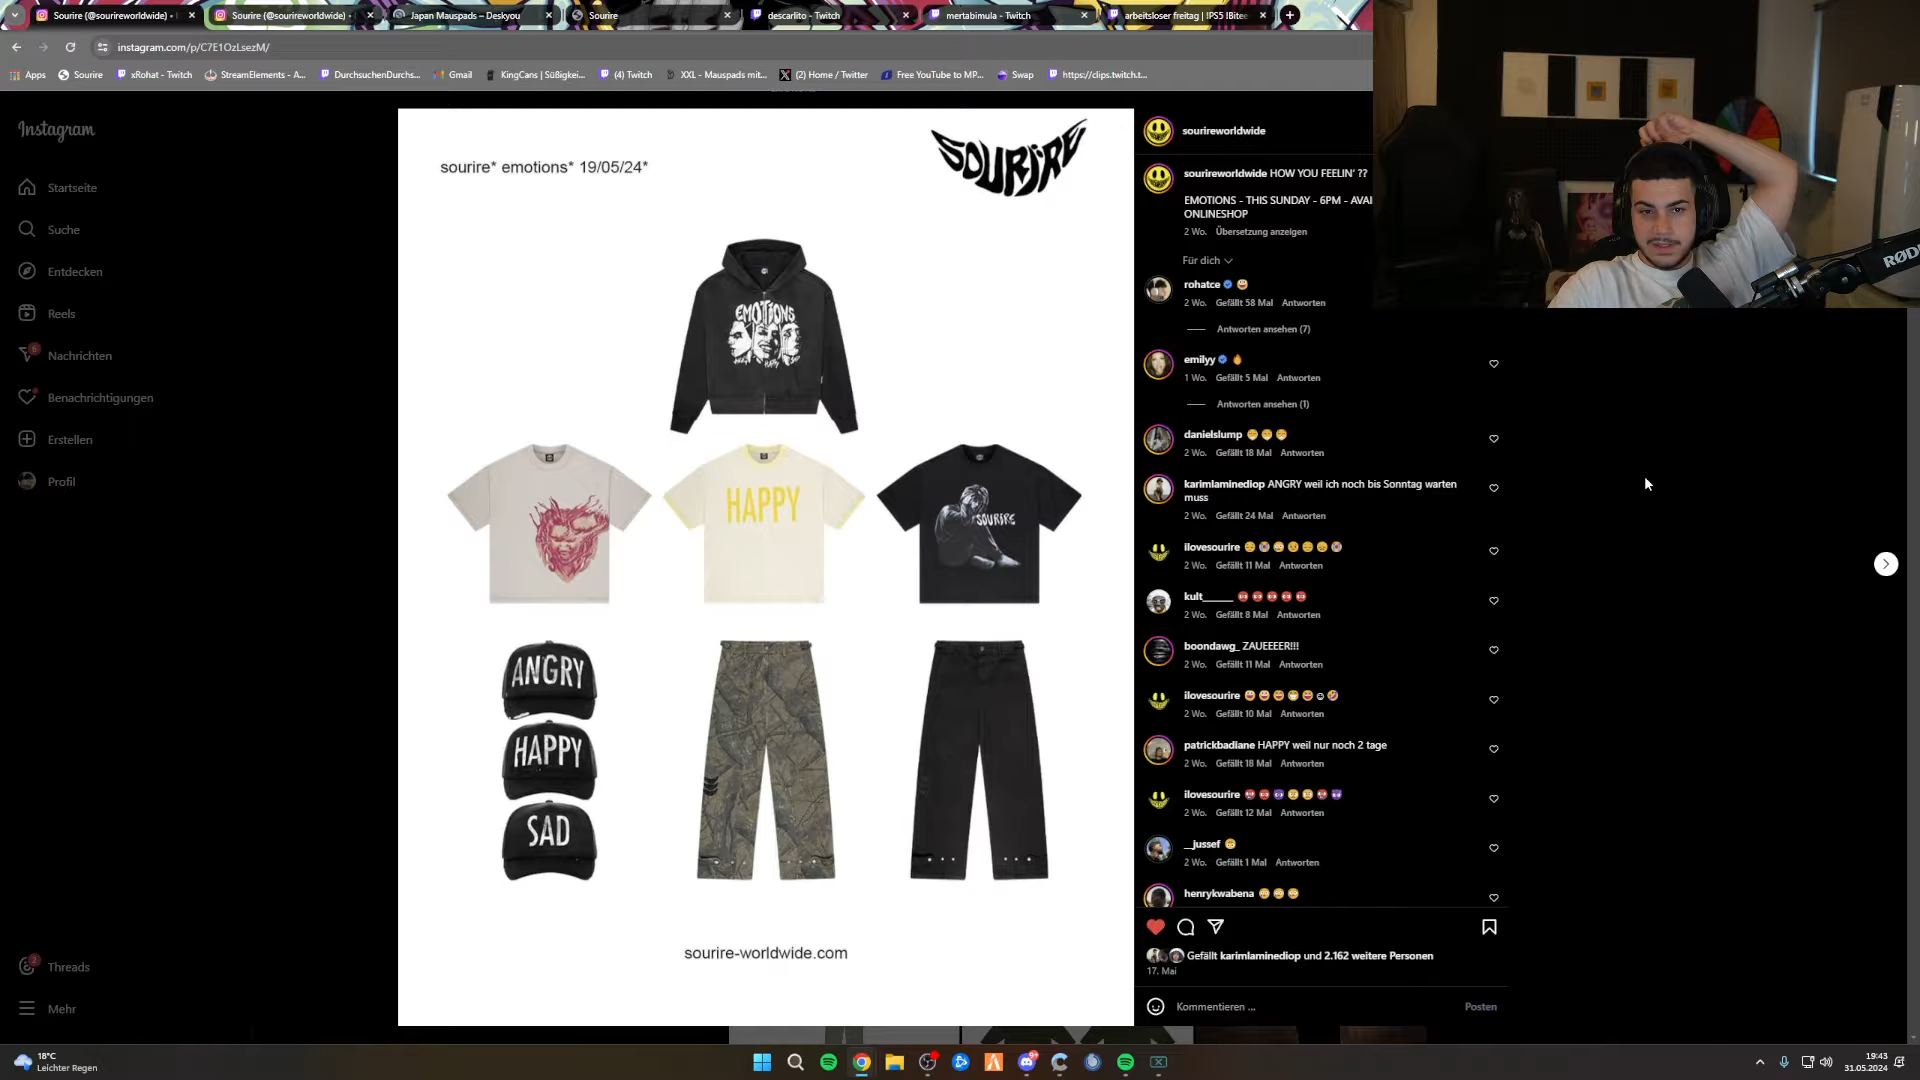 Sourire (@sourireworldwide) •
Sourire (@sourireworldwide) •
Japan Mauspads – Deskyou
Sourire
descarlito - Twitch
mertabimula - Twitch
arbeitsloser freitag | !PS5 !Bitee
instagram.com/p/C7E1OzLsezM/
Apps
Sourire
xRohat - Twitch
StreamElements - A...
DurchsuchenDurchs...
Gmail
KingCans | Süßigkei...
(4) Twitch
XXL - Mauspads mit...
(2) Home / Twitter
Free YouTube to MP...
Swap
https://clips.twitch.t...
Instagram
Startseite
Suche
Entdecken
Reels
6
Nachrichten
Benachrichtigungen
Erstellen
Profil
2
Threads
Mehr
sourire* emotions* 19/05/24*
SOURIRE
EMOTIONS
HAPPY
HAPPY
SOURIRE
ANGRY
HAPPY
SAD
sourire-worldwide.com
sourireworldwide
sourireworldwide HOW YOU FEELIN' ??
EMOTIONS - THIS SUNDAY - 6PM - AVAI
ONLINESHOP
2 Wo. Übersetzung anzeigen
Für dich
rohatce
2 Wo. Gefällt 58 Mal Antworten
Antworten ansehen (7)
emilyy
1 Wo. Gefällt 5 Mal Antworten
Antworten ansehen (1)
danielslump
2 Wo. Gefällt 18 Mal Antworten
karimlaminediop ANGRY weil ich noch bis Sonntag warten
muss
2 Wo. Gefällt 24 Mal Antworten
ilovesourire
2 Wo. Gefällt 11 Mal Antworten
kult_______
2 Wo. Gefällt 8 Mal Antworten
boondawg_ ZAUEEEER!!!
2 Wo. Gefällt 11 Mal Antworten
ilovesourire
2 Wo. Gefällt 10 Mal Antworten
patrickbadiane HAPPY weil nur noch 2 tage
2 Wo. Gefällt 18 Mal Antworten
ilovesourire
2 Wo. Gefällt 12 Mal Antworten
__jussef
2 Wo. Gefällt 1 Mal Antworten
henrykwabena
Gefällt karimlaminediop und 2.162 weitere Personen
17. Mai
Kommentieren ...
Posten
RØDE
18°C
Leichter Regen
19:43
31.05.2024